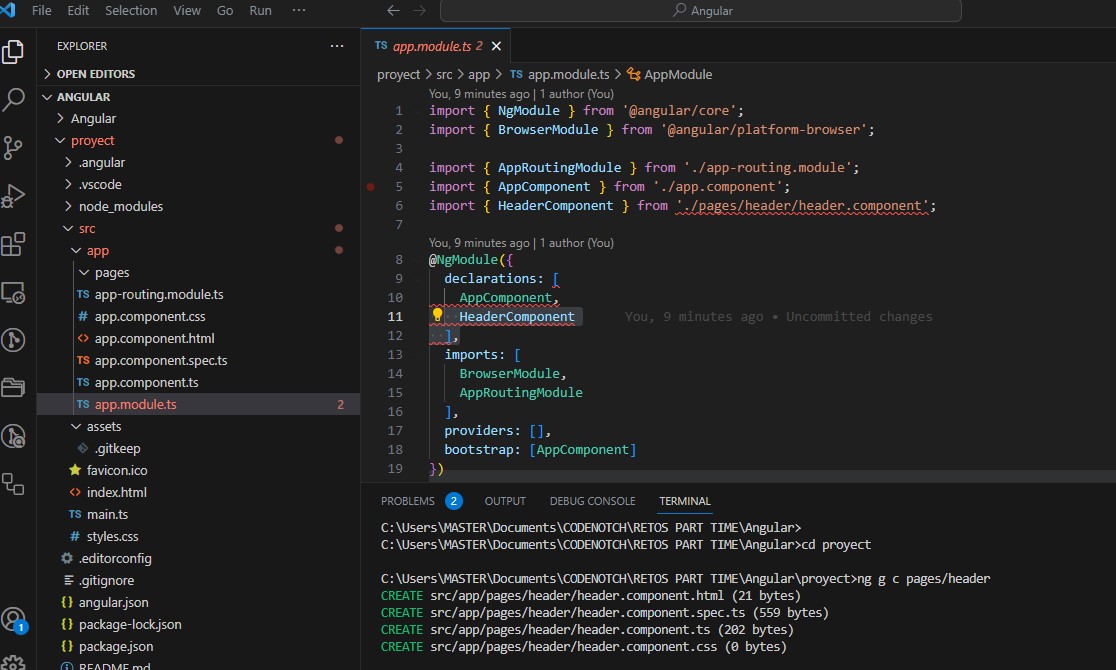 File Edit Selection View Go Run ··· Angular
EXPLORER ···
OPEN EDITORS
ANGULAR
Angular
proyect
.angular
.vscode
node_modules
src
app
pages
TS app-routing.module.ts
# app.component.css
<> app.component.html
TS app.component.spec.ts
TS app.component.ts
TS app.module.ts 2
assets
.gitkeep
favicon.ico
<> index.html
TS main.ts
# styles.css
.editorconfig
.gitignore
{} angular.json
{} package-lock.json
{} package.json
README.md
1
TS app.module.ts 2 ×
proyect > src > app > TS app.module.ts > AppModule
You, 9 minutes ago | 1 author (You)
1 import { NgModule } from '@angular/core';
2 import { BrowserModule } from '@angular/platform-browser';
3
4 import { AppRoutingModule } from './app-routing.module';
5 import { AppComponent } from './app.component';
6 import { HeaderComponent } from './pages/header/header.component';
7
You, 9 minutes ago | 1 author (You)
8 @NgModule({
9 declarations: [
10 AppComponent,
11 HeaderComponent You, 9 minutes ago • Uncommitted changes
12 ],
13 imports: [
14 BrowserModule,
15 AppRoutingModule
16 ],
17 providers: [],
18 bootstrap: [AppComponent]
19 })
PROBLEMS 2 OUTPUT DEBUG CONSOLE TERMINAL
C:\Users\MASTER\Documents\CODENOTCH\RETOS PART TIME\Angular>
C:\Users\MASTER\Documents\CODENOTCH\RETOS PART TIME\Angular>cd proyect
C:\Users\MASTER\Documents\CODENOTCH\RETOS PART TIME\Angular\proyect>ng g c pages/header
CREATE src/app/pages/header/header.component.html (21 bytes)
CREATE src/app/pages/header/header.component.spec.ts (559 bytes)
CREATE src/app/pages/header/header.component.ts (202 bytes)
CREATE src/app/pages/header/header.component.css (0 bytes)